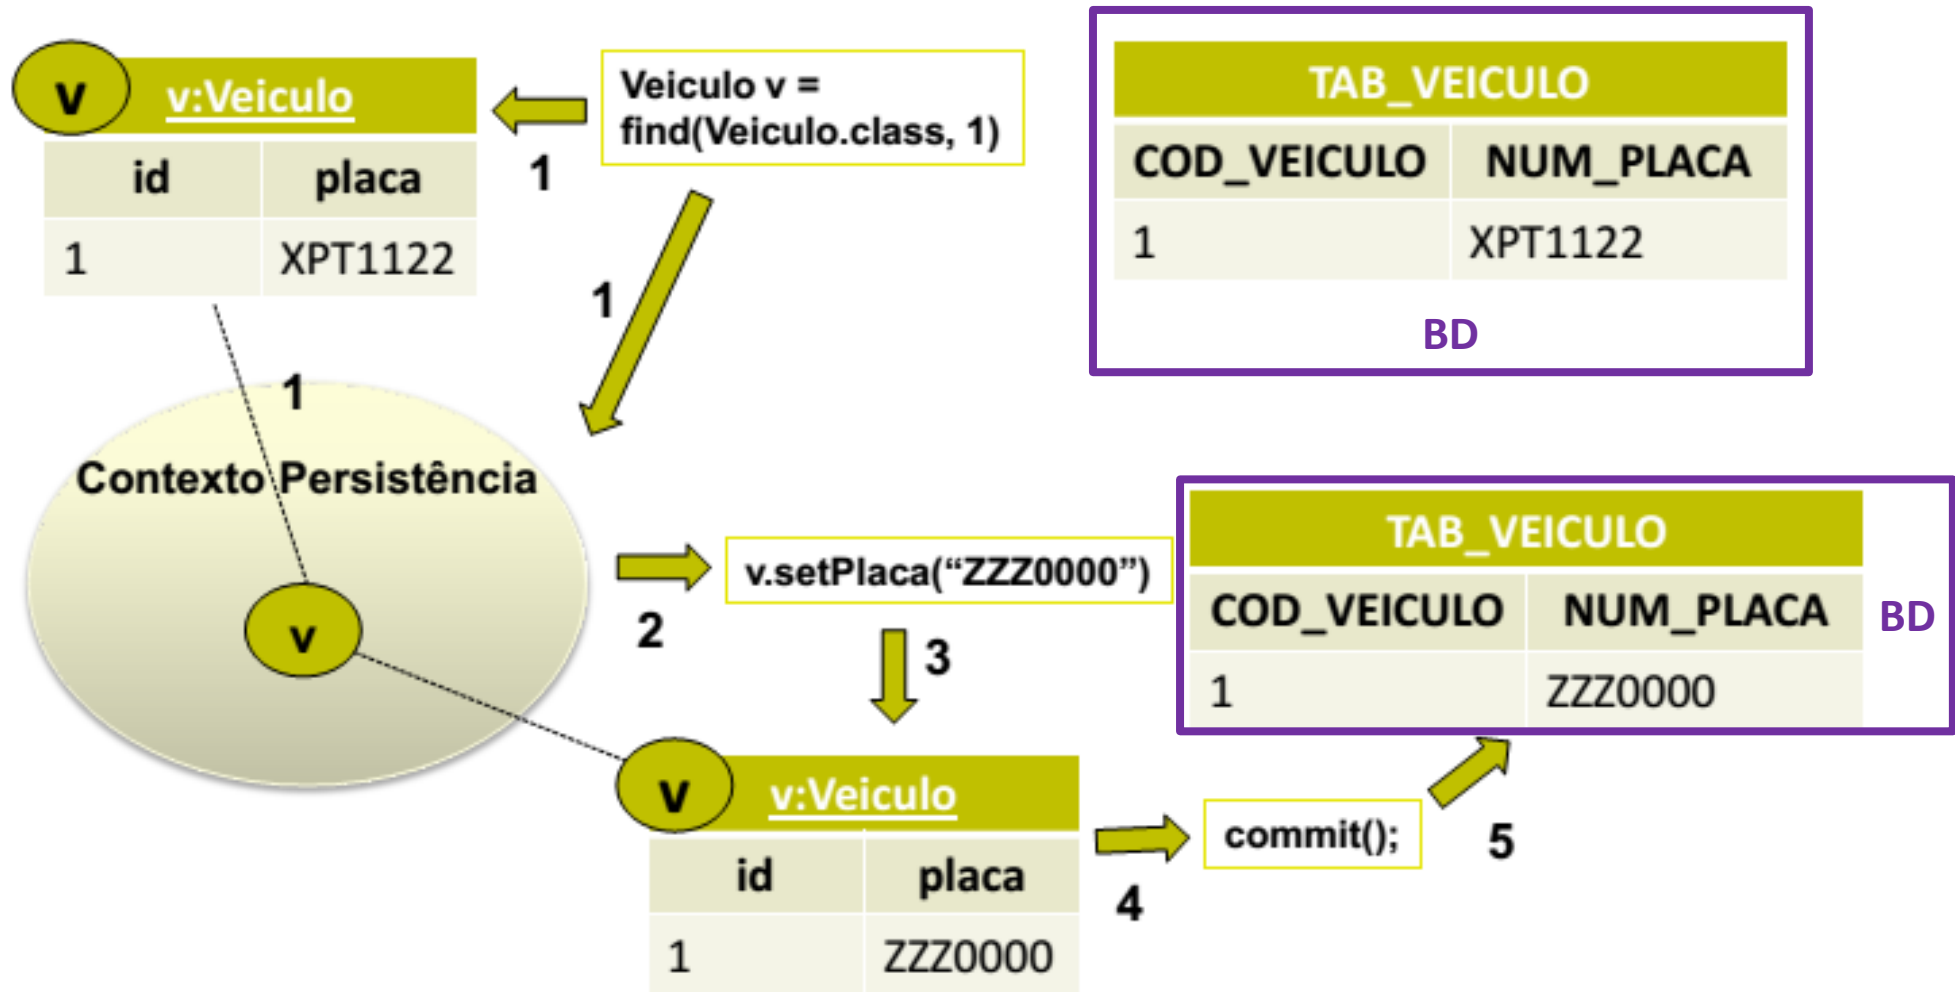 v
v:Veiculo
id
placa
1
XPT1122
1
Veiculo v =
find(Veiculo.class, 1)
TAB_VEICULO
COD_VEICULO
NUM_PLACA
1
XPT1122
BD
1
1
Contexto Persistência
v
2
v.setPlaca(“ZZZ0000”)
3
TAB_VEICULO
COD_VEICULO
NUM_PLACA
1
ZZZ0000
BD
v
v:Veiculo
id
placa
1
ZZZ0000
4
commit();
5